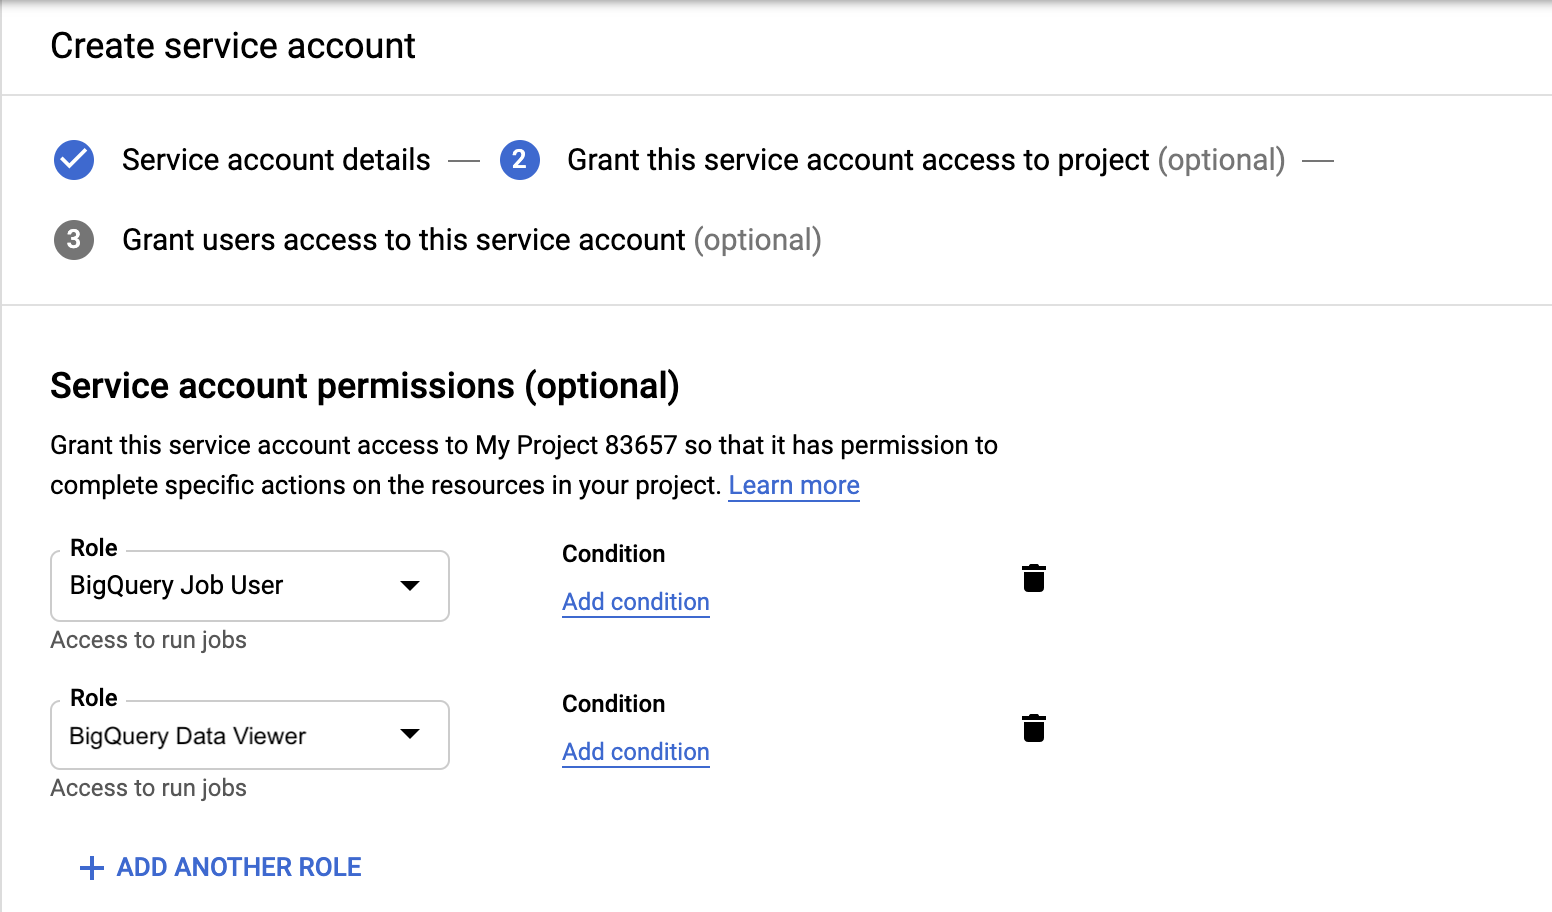 Create service account
Service account details — 2 Grant this service account access to project (optional) —
3 Grant users access to this service account (optional)
Service account permissions (optional)
Grant this service account access to My Project 83657 so that it has permission to
complete specific actions on the resources in your project. Learn more
Role
BigQuery Job User
Access to run jobs
Condition
Add condition
Role
BigQuery Data Viewer
Access to run jobs
Condition
Add condition
+ ADD ANOTHER ROLE